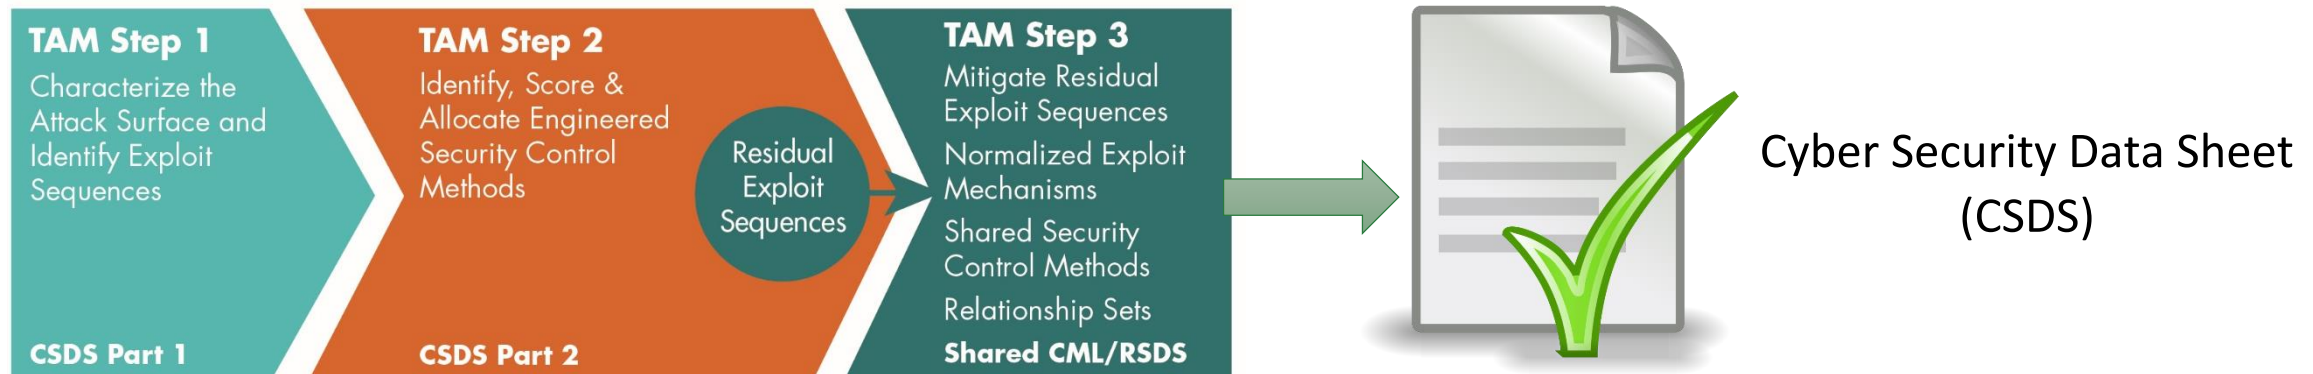 TAM Step 1
Characterize the
Attack Surface and
Identify Exploit
Sequences
CSDS Part 1
TAM Step 2
Identify, Score &
Allocate Engineered
Security Control
Methods
CSDS Part 2
Residual
Exploit
Sequences
TAM Step 3
Mitigate Residual
Exploit Sequences
Normalized Exploit
Mechanisms
Shared Security
Control Methods
Relationship Sets
Shared CML/RSDS
Cyber Security Data Sheet
(CSDS)